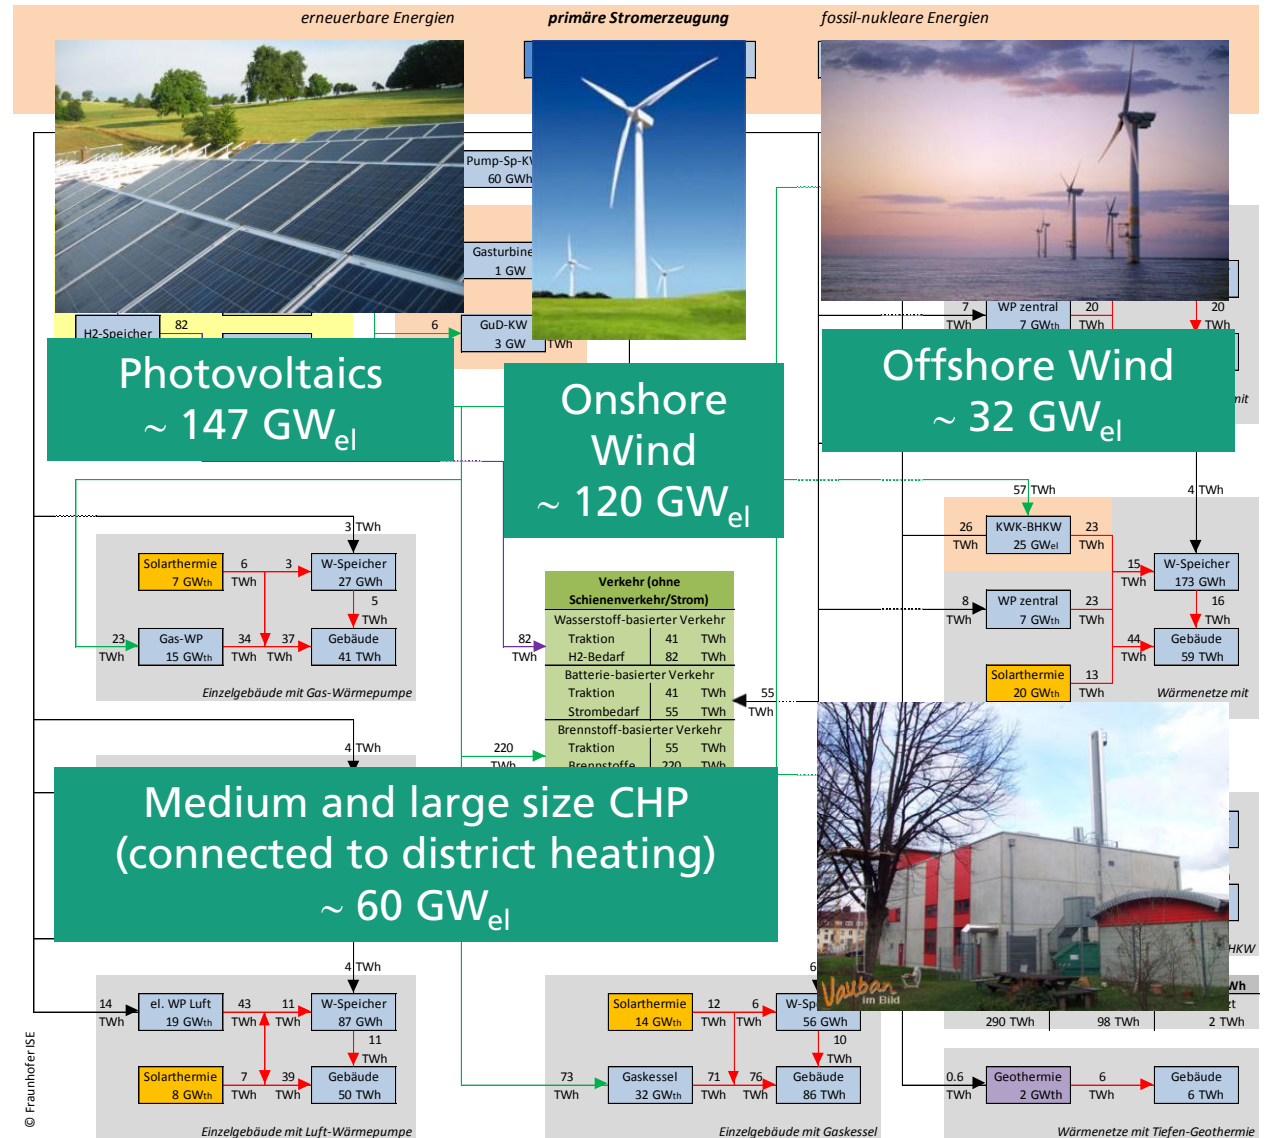 erneuerbare Energien
primäre Stromerzeugung
fossil-nukleare Energien
Pump-Sp-KW
60 GWh
Gasturbine
1 GW
H2-Speicher
82
6
TWh
GuD-KW
3 GW
7
TWh
WP zentral
7 GWth
20
TWh
20
TWh
Photovoltaics
~ 147 GWel
Onshore
Wind
~ 120 GWel
Offshore Wind
~ 32 GWel
mit
3 TWh
Solarthermie
7 GWth
6
TWh
3
W-Speicher
27 GWh
5
TWh
23
TWh
Gas-WP
15 GWth
34
TWh
37
TWh
Gebäude
41 TWh
Einzelgebäude mit Gas-Wärmepumpe
82
TWh
Verkehr (ohne
Schienenverkehr/Strom)
Wasserstoff-basierter Verkehr
Traktion 41 TWh
H2-Bedarf 82 TWh
Batterie-basierter Verkehr
Traktion 41 TWh
Strombedarf 55 TWh
Brennstoff-basierter Verkehr
Traktion 55 TWh
Brennstoffe 220 TWh
55
TWh
220
TWh
57 TWh
4 TWh
26
TWh
KWK-BHKW
25 GWel
23
TWh
15
TWh
W-Speicher
173 GWh
8
TWh
WP zentral
7 GWth
23
TWh
16
TWh
44
TWh
Gebäude
59 TWh
Solarthermie
20 GWth
13
TWh
Wärmenetze mit
4 TWh
Medium and large size CHP
(connected to district heating)
~ 60 GWel
Vauban
im Bild
HKW
4 TWh
14
TWh
el. WP Luft
19 GWth
43
TWh
11
TWh
W-Speicher
87 GWh
11
TWh
Solarthermie
8 GWth
7
TWh
39
TWh
Gebäude
50 TWh
Einzelgebäude mit Luft-Wärmepumpe
6
Solarthermie
14 GWth
12
TWh
6
TWh
W-Sp
56 GWh
10
TWh
73
TWh
Gaskessel
32 GWth
71
TWh
76
TWh
Gebäude
86 TWh
Einzelgebäude mit Gaskessel
Wh
zt
290 TWh
98 TWh
2 TWh
0.6
TWh
Geothermie
2 GWth
6
TWh
Gebäude
6 TWh
Wärmenetze mit Tiefen-Geothermie
© Fraunhofer ISE